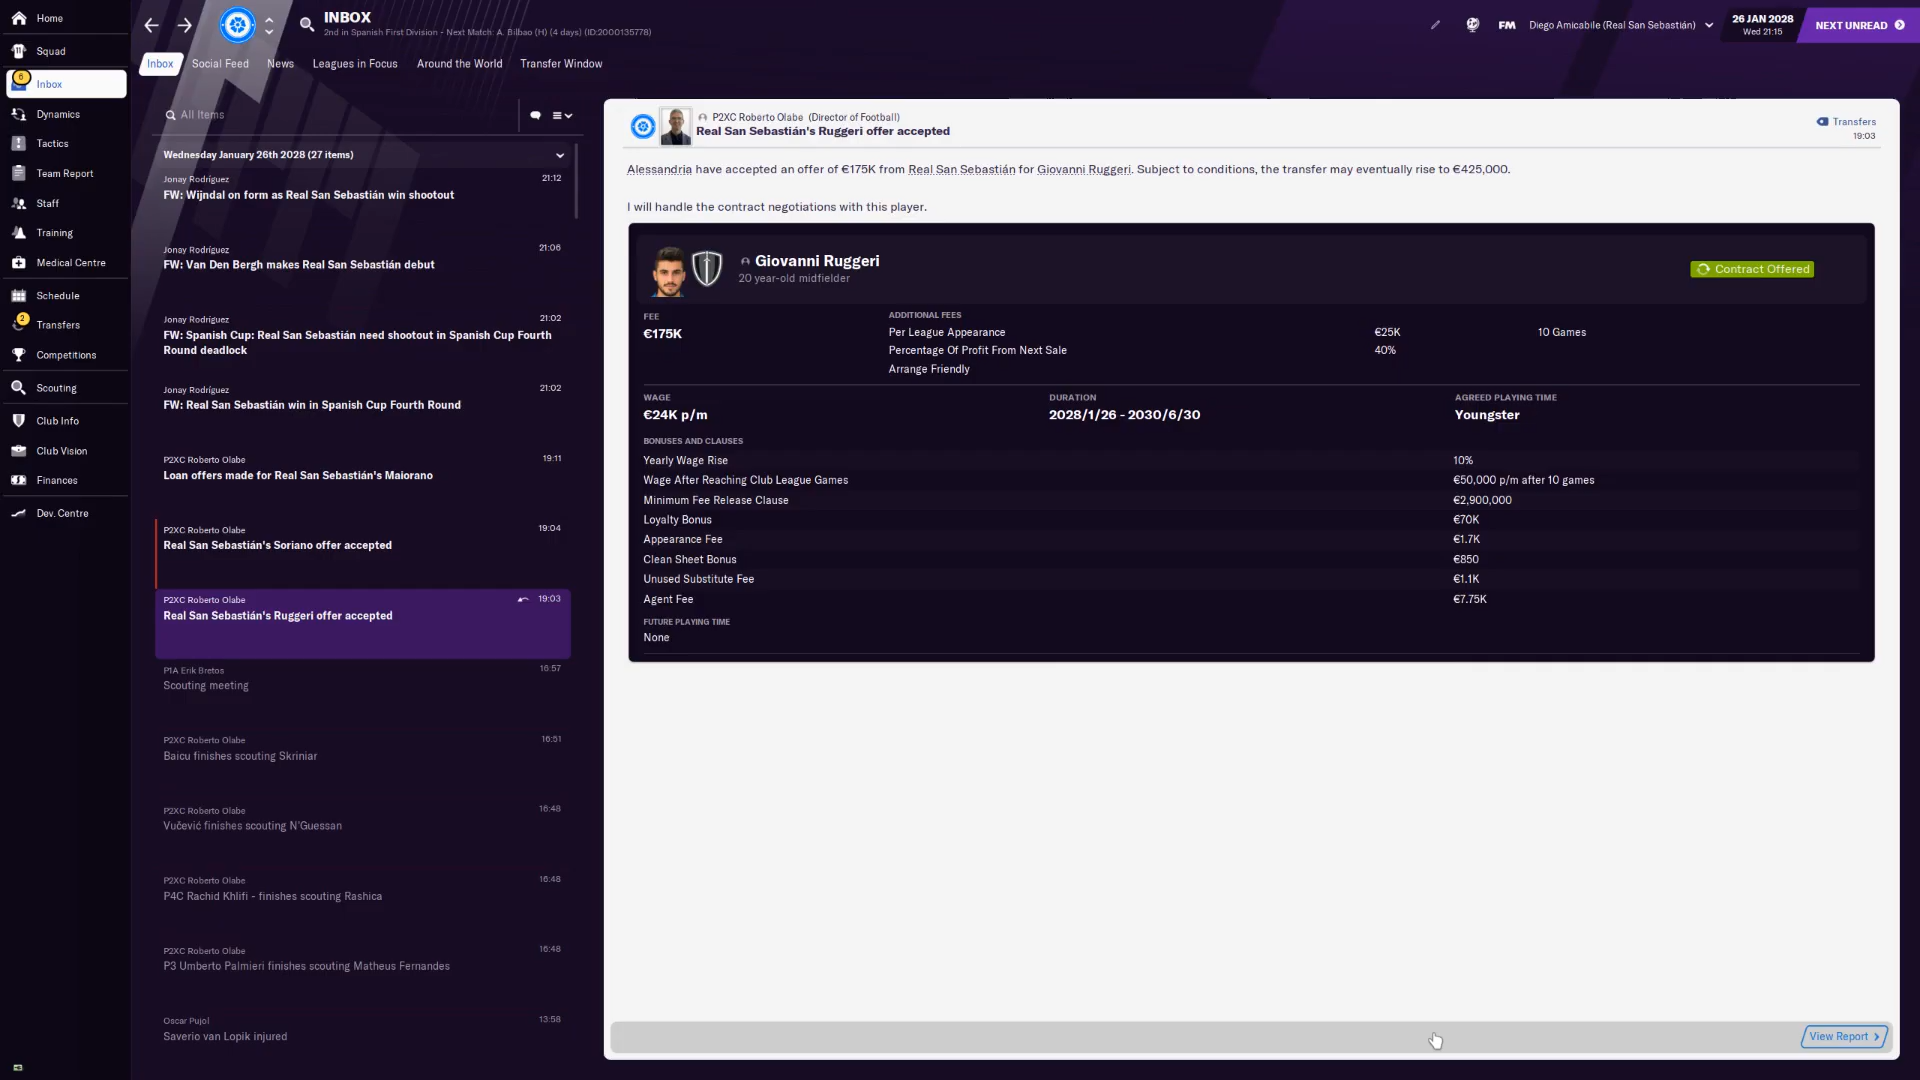 Home
Squad
6
Inbox
Dynamics
Tactics
Team Report
Staff
Training
Medical Centre
Schedule
2
Transfers
Competitions
Scouting
Club Info
Club Vision
Finances
Dev. Centre
INBOX
2nd in Spanish First Division - Next Match: A. Bilbao (H) (4 days) (ID:2000135778)
FM
Diego Amicabile (Real San Sebastián)
26 JAN 2028
Wed 21:15
NEXT UNREAD
Inbox
Social Feed
News
Leagues in Focus
Around the World
Transfer Window
All Items
Wednesday January 26th 2028 (27 items)
Jonay Rodríguez 21:12
FW: Wijndal on form as Real San Sebastián win shootout
Jonay Rodríguez 21:06
FW: Van Den Bergh makes Real San Sebastián debut
Jonay Rodríguez 21:02
FW: Spanish Cup: Real San Sebastián need shootout in Spanish Cup Fourth
Round deadlock
Jonay Rodríguez 21:02
FW: Real San Sebastián win in Spanish Cup Fourth Round
P2XC Roberto Olabe 19:11
Loan offers made for Real San Sebastián's Maiorano
P2XC Roberto Olabe 19:04
Real San Sebastián's Soriano offer accepted
P2XC Roberto Olabe 19:03
Real San Sebastián's Ruggeri offer accepted
P1A Erik Bretos 16:57
Scouting meeting
P2XC Roberto Olabe 16:51
Baicu finishes scouting Skriniar
P2XC Roberto Olabe 16:48
Vučević finishes scouting N'Guessan
P2XC Roberto Olabe 16:48
P4C Rachid Khlifi - finishes scouting Rashica
P2XC Roberto Olabe 16:48
P3 Umberto Palmieri finishes scouting Matheus Fernandes
Oscar Pujol 13:58
Saverio van Lopik injured
P2XC Roberto Olabe (Director of Football)
Real San Sebastián's Ruggeri offer accepted
Transfers
19:03
Alessandria have accepted an offer of €175K from Real San Sebastián for Giovanni Ruggeri. Subject to conditions, the transfer may eventually rise to €425,000.
I will handle the contract negotiations with this player.
Giovanni Ruggeri
20 year-old midfielder
Contract Offered
FEE
€175K
ADDITIONAL FEES
Per League Appearance €25K 10 Games
Percentage Of Profit From Next Sale 40%
Arrange Friendly
WAGE
€24K p/m
DURATION
2028/1/26 - 2030/6/30
AGREED PLAYING TIME
Youngster
BONUSES AND CLAUSES
Yearly Wage Rise 10%
Wage After Reaching Club League Games €50,000 p/m after 10 games
Minimum Fee Release Clause €2,900,000
Loyalty Bonus €70K
Appearance Fee €1.7K
Clean Sheet Bonus €850
Unused Substitute Fee €1.1K
Agent Fee €7.75K
FUTURE PLAYING TIME
None
View Report